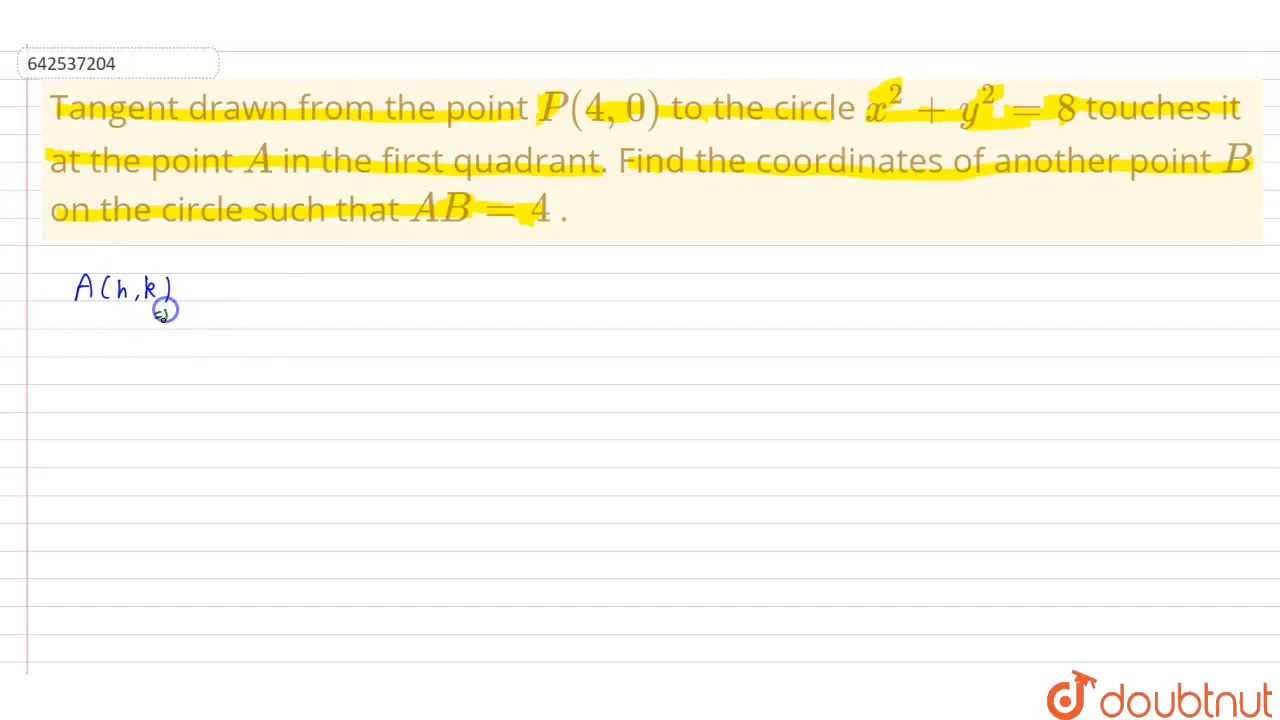 642537204
Tangent drawn from the point P(4, 0) to the circle x² + y² = 8 touches it
at the point A in the first quadrant. Find the coordinates of another point B
on the circle such that AB = 4 .
A(h,k)
doubtnut